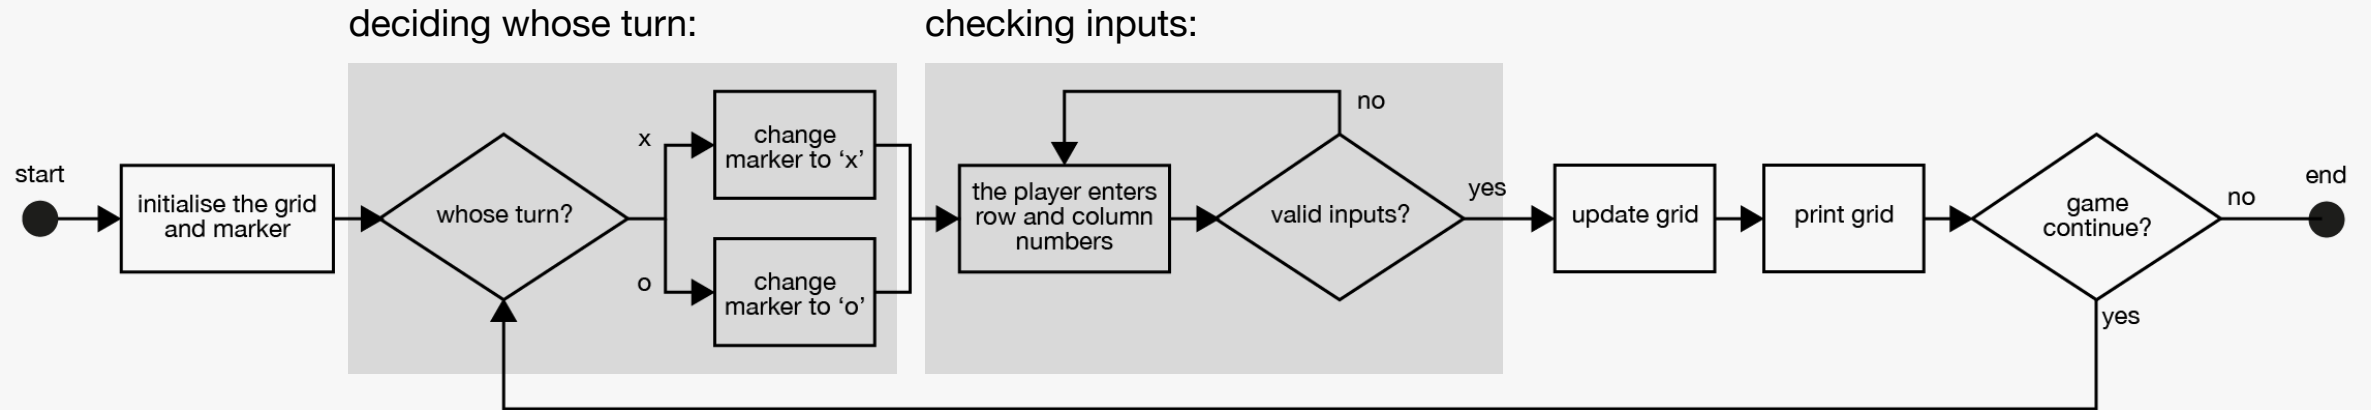 deciding whose turn:
checking inputs:
start
initialise the grid
and marker
whose turn?
x
change
marker to ‘x’
o
change
marker to ‘o’
the player enters
row and column
numbers
valid inputs?
no
yes
update grid
print grid
game
continue?
no
yes
end